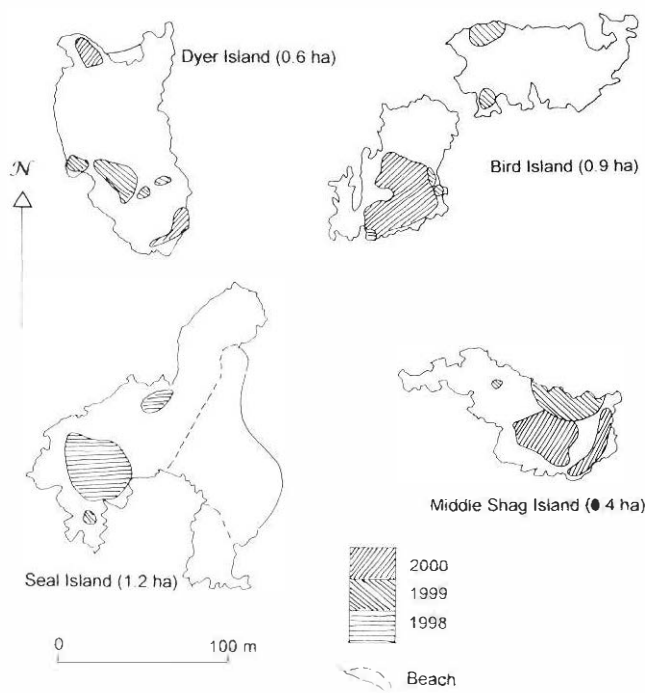 Dyer Island (0.6 ha)
N
Bird Island (0.9 ha)
Middle Shag Island (● 4 ha)
Seal Island (1.2 ha)
2000
1999
1998
0 100 m
Beach